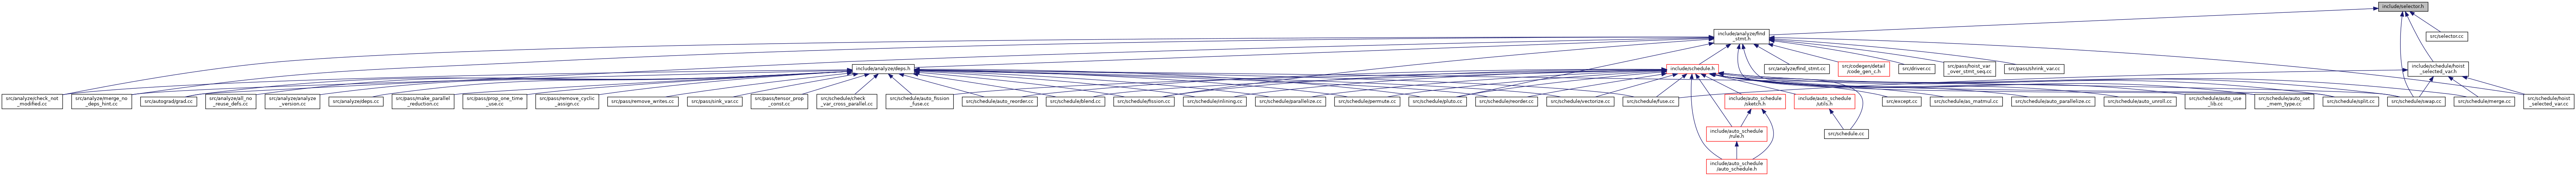 include/selector.h
include/analyze/find
_stmt.h
src/selector.cc
include/analyze/deps.h
include/schedule.h
src/analyze/find_stmt.cc
src/codegen/detail
/code_gen_c.h
src/driver.cc
src/pass/hoist_var
_over_stmt_seq.cc
src/pass/shrink_var.cc
include/schedule/hoist
_selected_var.h
src/analyze/check_not
_modified.cc
src/analyze/merge_no
_deps_hint.cc
src/autograd/grad.cc
src/analyze/all_no
_reuse_defs.cc
src/analyze/analyze
_version.cc
src/analyze/deps.cc
src/pass/make_parallel
_reduction.cc
src/pass/prop_one_time
_use.cc
src/pass/remove_cyclic
_assign.cc
src/pass/remove_writes.cc
src/pass/sink_var.cc
src/pass/tensor_prop
_const.cc
src/schedule/check
_var_cross_parallel.cc
src/schedule/auto_fission
_fuse.cc
src/schedule/auto_reorder.cc
src/schedule/blend.cc
src/schedule/fission.cc
src/schedule/inlining.cc
src/schedule/parallelize.cc
src/schedule/permute.cc
src/schedule/pluto.cc
src/schedule/reorder.cc
src/schedule/vectorize.cc
src/schedule/fuse.cc
include/auto_schedule
/sketch.h
include/auto_schedule
/utils.h
src/except.cc
src/schedule/as_matmul.cc
src/schedule/auto_parallelize.cc
src/schedule/auto_unroll.cc
src/schedule/auto_use
_lib.cc
src/schedule/auto_set
_mem_type.cc
src/schedule/split.cc
src/schedule/swap.cc
src/schedule/merge.cc
src/schedule/hoist
_selected_var.cc
include/auto_schedule
/rule.h
src/schedule.cc
include/auto_schedule
/auto_schedule.h